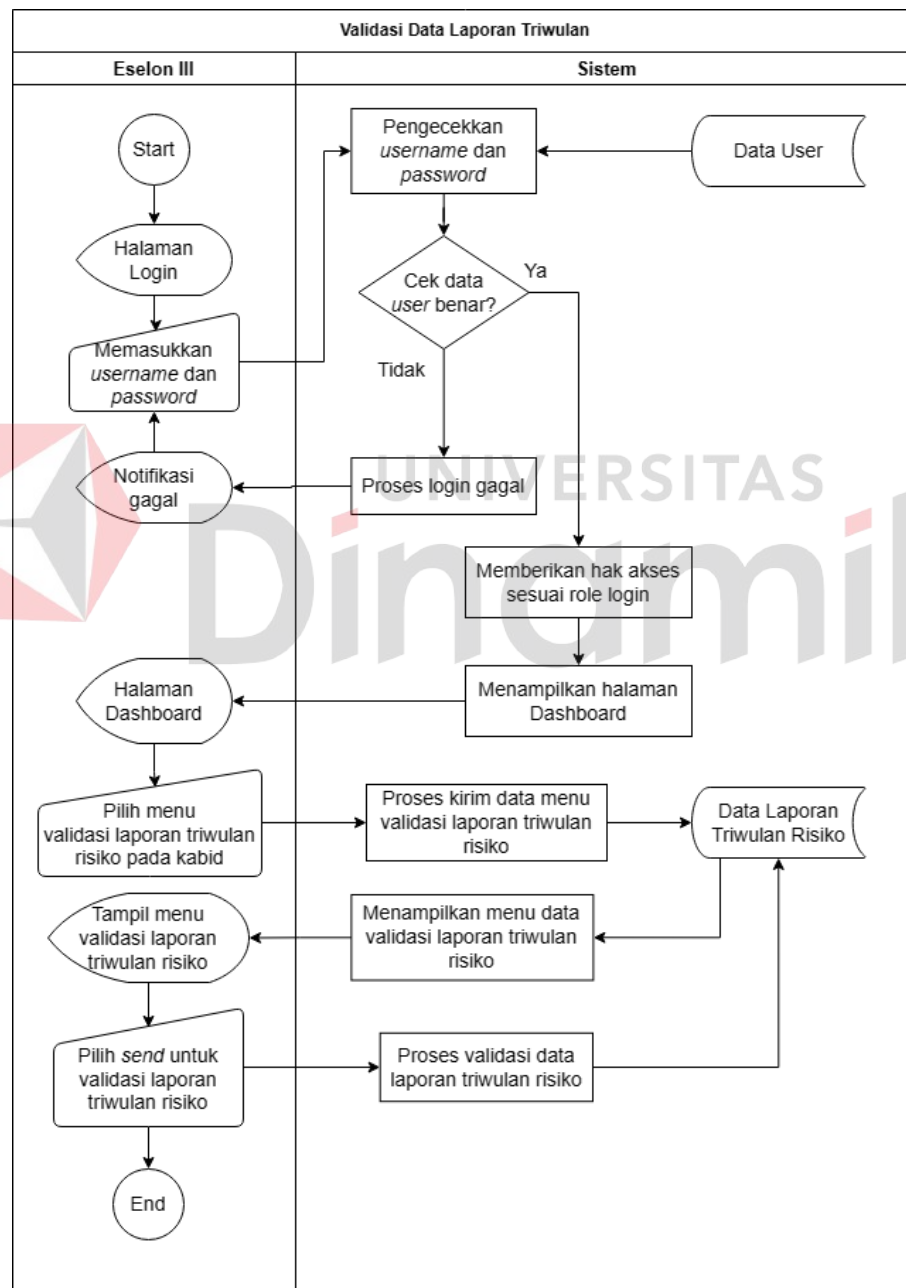 Validasi Data Laporan Triwulan
Eselon III
Sistem
Start
Pengecekkan
username dan
password
Data User
Halaman
Login
Cek data
user benar?
Ya
Tidak
Memasukkan
username dan
password
Notifikasi
gagal
Proses login gagal
UNIVERSITAS
Dinamik
Memberikan hak akses
sesuai role login
Halaman
Dashboard
Menampilkan halaman
Dashboard
Pilih menu
validasi laporan triwulan
risiko pada kabid
Proses kirim data menu
validasi laporan triwulan
risiko
Data Laporan
Triwulan Risiko
Tampil menu
validasi laporan
triwulan risiko
Menampilkan menu data
validasi laporan triwulan
risiko
Pilih send untuk
validasi laporan
triwulan risiko
Proses validasi data
laporan triwulan risiko
End